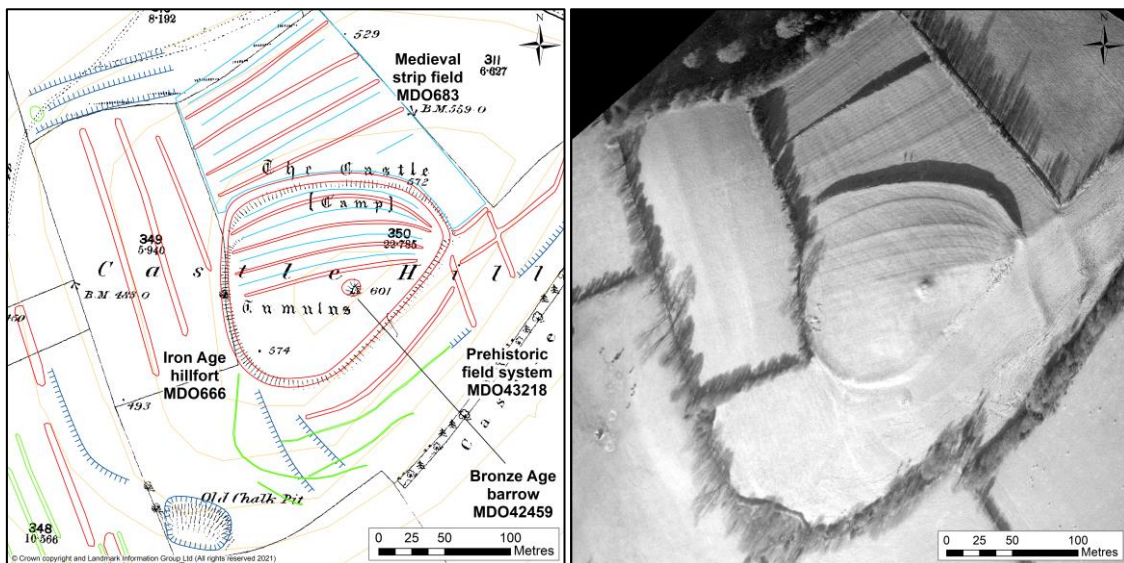 N
8·192
529
Medieval
strip field
MDO683
311
6·627
B.M. 559·0
The Castle
572
[Camp]
349
5·940
350
22·785
Castle Hill
B.M. 485·0
601
Tumulus
574
Iron Age
hillfort
MDO666
Prehistoric
field system
MDO43218
493
Cas
Bronze Age
barrow
MDO42459
Old Chalk Pit
348
10·566
0 25 50 100
Metres
© Crown copyright and Landmark Information Group Ltd (All rights reserved 2021)
N
0 25 50 100
Metres